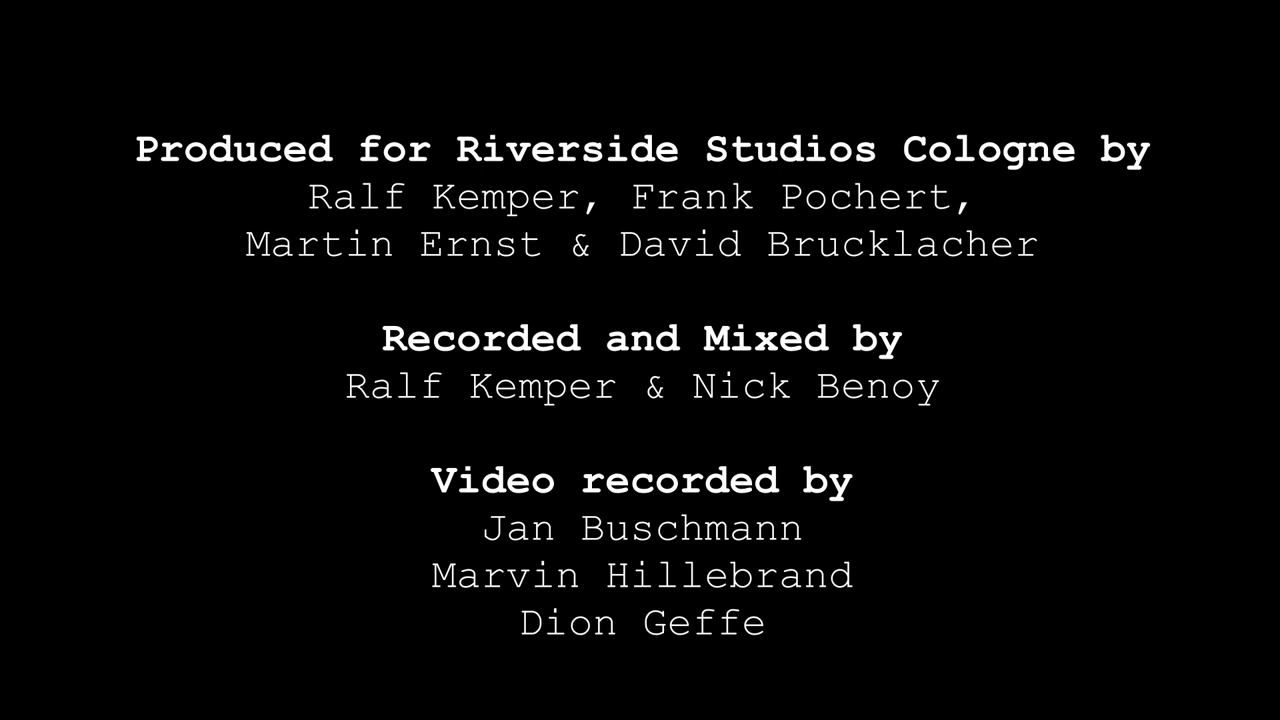 Produced for Riverside Studios Cologne by
Ralf Kemper, Frank Pochert,
Martin Ernst & David Brucklacher
Recorded and Mixed by
Ralf Kemper & Nick Benoy
Video recorded by
Jan Buschmann
Marvin Hillebrand
Dion Geffe